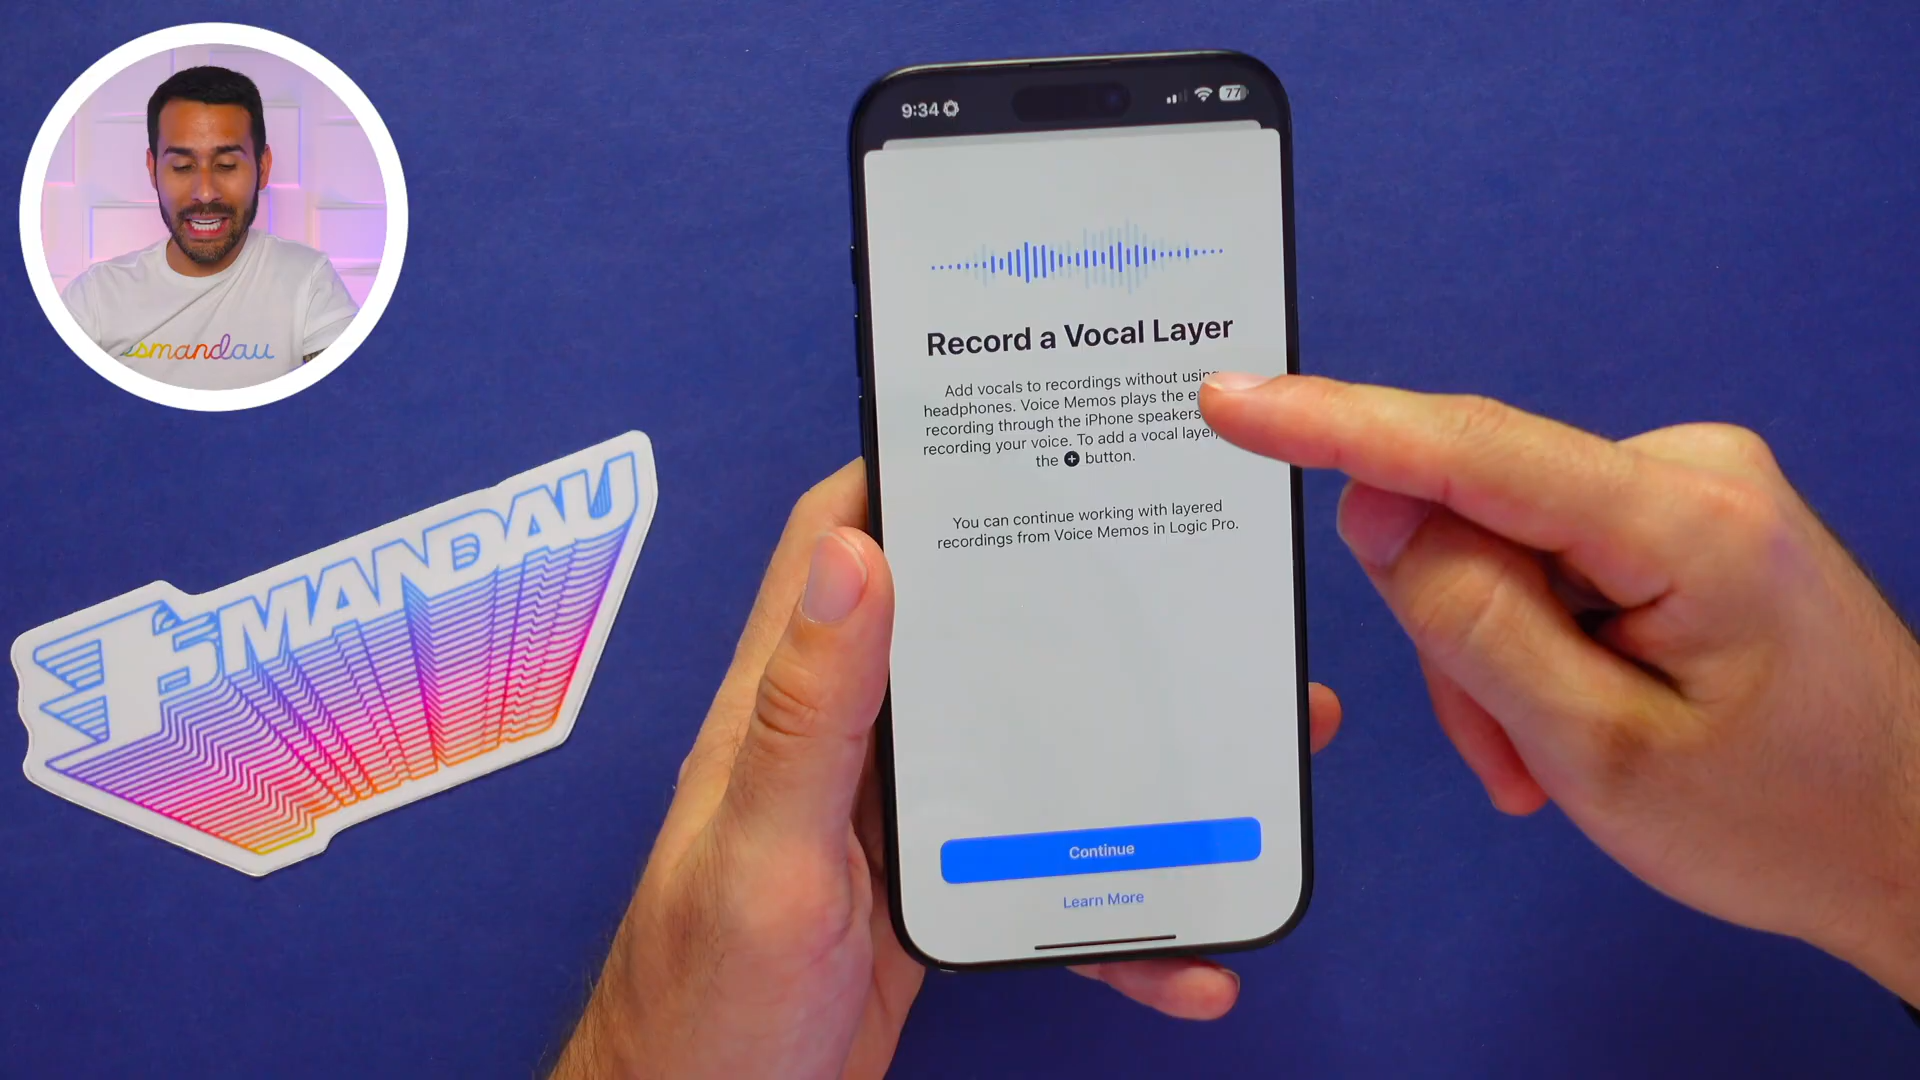 smandau
TSMANDAU
9:34
77
Record a Vocal Layer
Add vocals to recordings without using
headphones. Voice Memos plays the
recording through the iPhone speakers
recording your voice. To add a vocal layer,
the + button.
You can continue working with layered
recordings from Voice Memos in Logic Pro.
Continue
Learn More